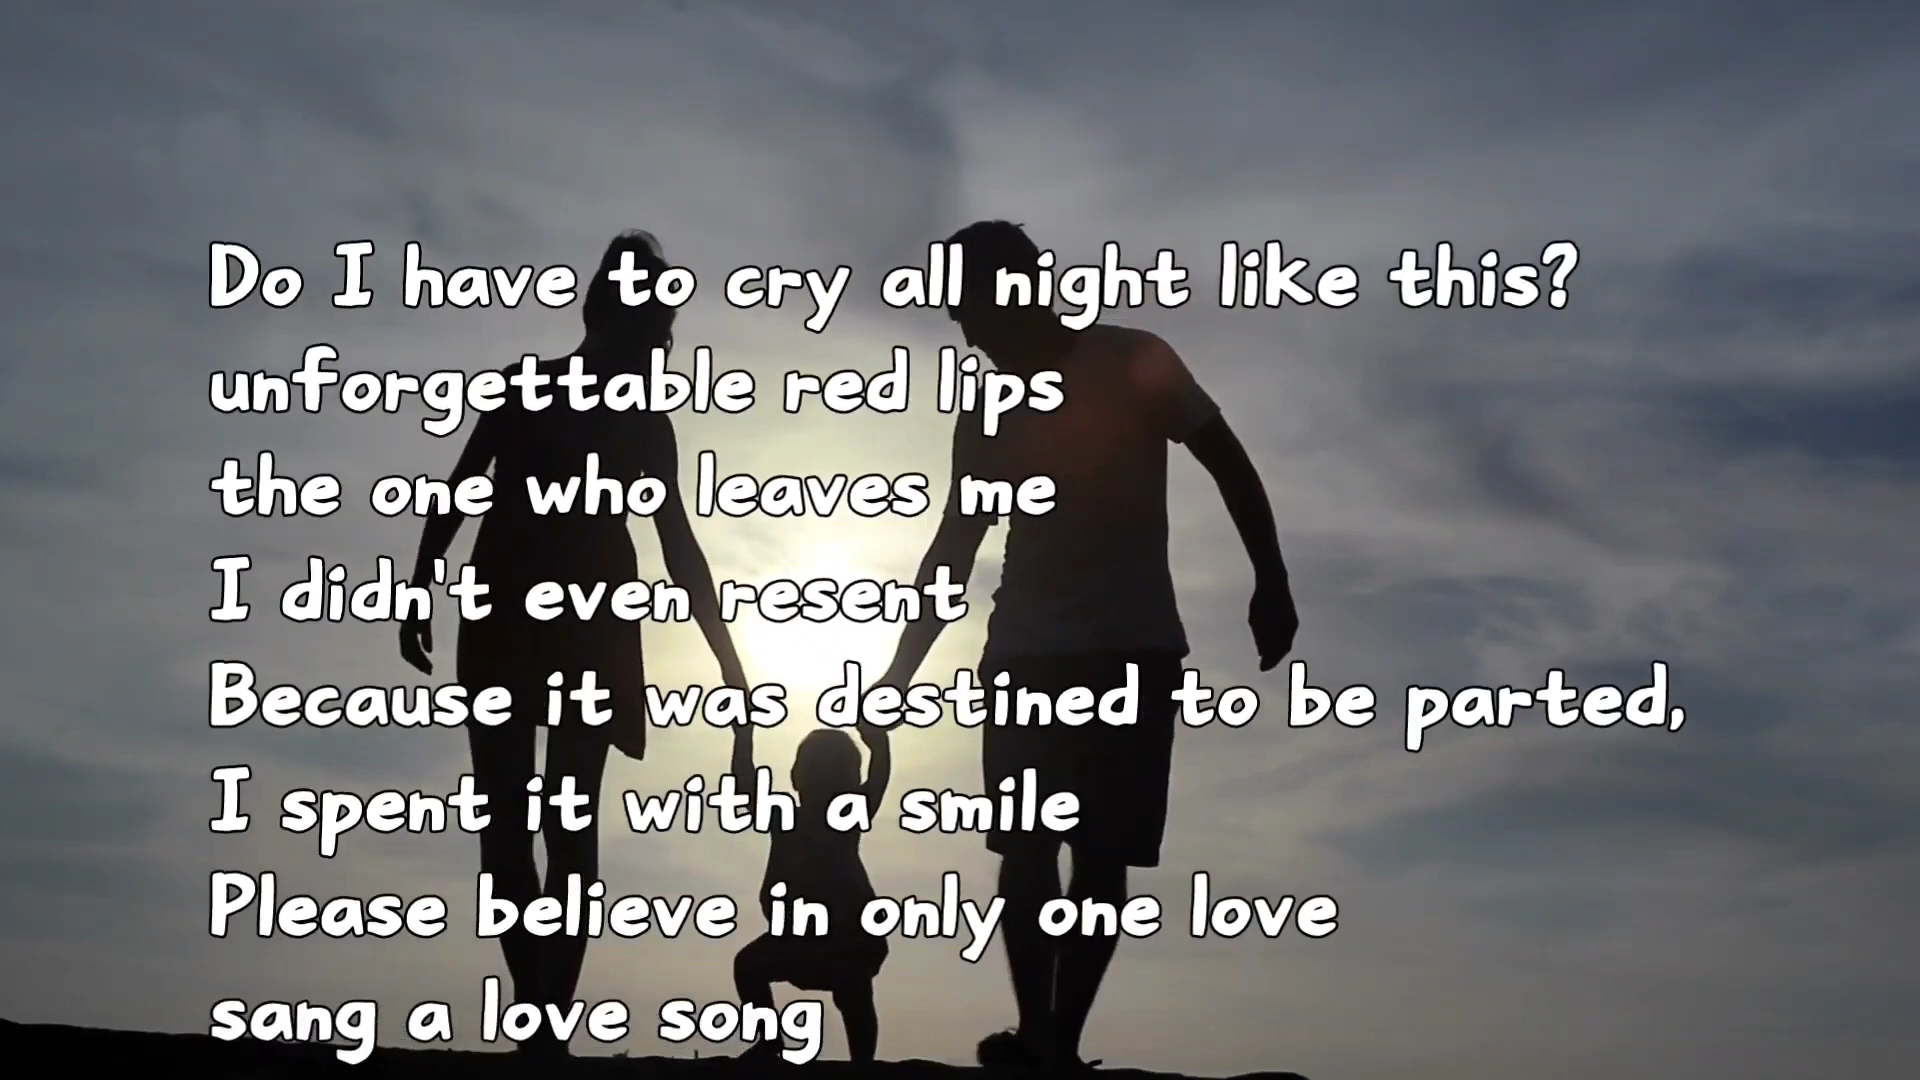 Do I have to cry all night like this?
unforgettable red lips
the one who leaves me
I didn't even resent
Because it was destined to be parted,
I spent it with a smile
Please believe in only one love
sang a love song